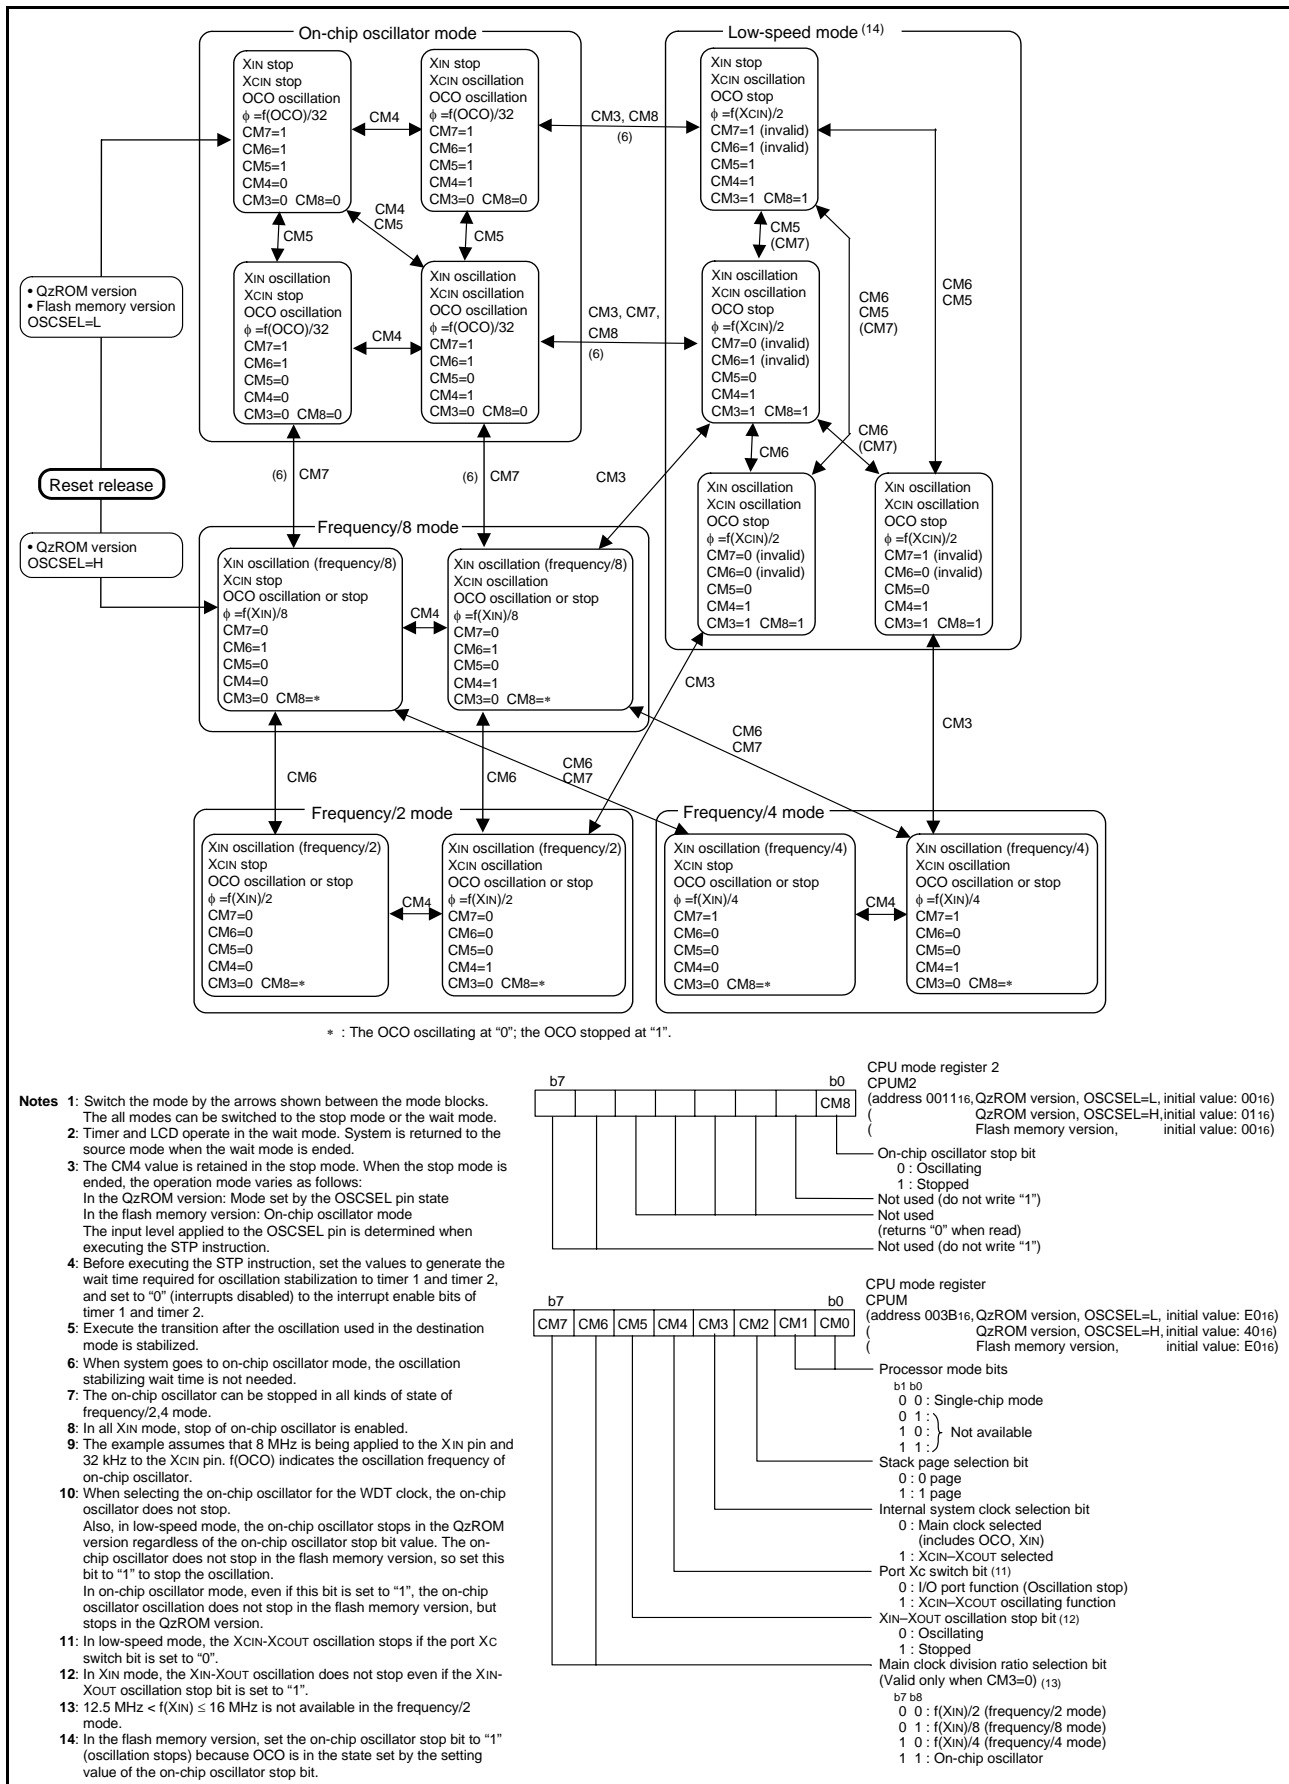 On-chip oscillator mode
XIN stop
XCIN stop
OCO oscillation
ϕ =f(OCO)/32
CM7=1
CM6=1
CM5=1
CM4=0
CM3=0 CM8=0
CM4
XIN stop
XCIN oscillation
OCO oscillation
ϕ =f(OCO)/32
CM7=1
CM6=1
CM5=1
CM4=1
CM3=0 CM8=0
CM5
CM4
CM5
CM5
XIN oscillation
XCIN stop
OCO oscillation
ϕ =f(OCO)/32
CM7=1
CM6=1
CM5=0
CM4=0
CM3=0 CM8=0
CM4
XIN oscillation
XCIN oscillation
OCO oscillation
ϕ =f(OCO)/32
CM7=1
CM6=1
CM5=0
CM4=1
CM3=0 CM8=0
CM3, CM8
(6)
CM3, CM7,
CM8
(6)
Low-speed mode (14)
XIN stop
XCIN oscillation
OCO stop
ϕ =f(XCIN)/2
CM7=1 (invalid)
CM6=1 (invalid)
CM5=1
CM4=1
CM3=1 CM8=1
CM5
(CM7)
XIN oscillation
XCIN oscillation
OCO stop
ϕ =f(XCIN)/2
CM7=0 (invalid)
CM6=1 (invalid)
CM5=0
CM4=1
CM3=1 CM8=1
CM6
CM5
(CM7)
CM6
CM5
CM6
CM6
(CM7)
XIN oscillation
XCIN oscillation
OCO stop
ϕ =f(XCIN)/2
CM7=0 (invalid)
CM6=0 (invalid)
CM5=0
CM4=1
CM3=1 CM8=1
XIN oscillation
XCIN oscillation
OCO stop
ϕ =f(XCIN)/2
CM7=1 (invalid)
CM6=0 (invalid)
CM5=0
CM4=1
CM3=1 CM8=1
• QzROM version
• Flash memory version
OSCSEL=L
Reset release
• QzROM version
OSCSEL=H
(6) CM7
(6) CM7
CM3
Frequency/8 mode
XIN oscillation (frequency/8)
XCIN stop
OCO oscillation or stop
ϕ =f(XIN)/8
CM7=0
CM6=1
CM5=0
CM4=0
CM3=0 CM8=∗
CM4
XIN oscillation (frequency/8)
XCIN oscillation
OCO oscillation or stop
ϕ =f(XIN)/8
CM7=0
CM6=1
CM5=0
CM4=1
CM3=0 CM8=∗
CM3
CM3
CM6
CM6
CM6
CM7
CM6
CM7
Frequency/2 mode
XIN oscillation (frequency/2)
XCIN stop
OCO oscillation or stop
ϕ =f(XIN)/2
CM7=0
CM6=0
CM5=0
CM4=0
CM3=0 CM8=∗
CM4
XIN oscillation (frequency/2)
XCIN oscillation
OCO oscillation or stop
ϕ =f(XIN)/2
CM7=0
CM6=0
CM5=0
CM4=1
CM3=0 CM8=∗
Frequency/4 mode
XIN oscillation (frequency/4)
XCIN stop
OCO oscillation or stop
ϕ =f(XIN)/4
CM7=1
CM6=0
CM5=0
CM4=0
CM3=0 CM8=∗
CM4
XIN oscillation (frequency/4)
XCIN oscillation
OCO oscillation or stop
ϕ =f(XIN)/4
CM7=1
CM6=0
CM5=0
CM4=1
CM3=0 CM8=∗
∗ : The OCO oscillating at “0”; the OCO stopped at “1”.
Notes 1: Switch the mode by the arrows shown between the mode blocks.
The all modes can be switched to the stop mode or the wait mode.
2: Timer and LCD operate in the wait mode. System is returned to the
source mode when the wait mode is ended.
3: The CM4 value is retained in the stop mode. When the stop mode is
ended, the operation mode varies as follows:
In the QzROM version: Mode set by the OSCSEL pin state
In the flash memory version: On-chip oscillator mode
The input level applied to the OSCSEL pin is determined when
executing the STP instruction.
4: Before executing the STP instruction, set the values to generate the
wait time required for oscillation stabilization to timer 1 and timer 2,
and set to “0” (interrupts disabled) to the interrupt enable bits of
timer 1 and timer 2.
5: Execute the transition after the oscillation used in the destination
mode is stabilized.
6: When system goes to on-chip oscillator mode, the oscillation
stabilizing wait time is not needed.
7: The on-chip oscillator can be stopped in all kinds of state of
frequency/2,4 mode.
8: In all XIN mode, stop of on-chip oscillator is enabled.
9: The example assumes that 8 MHz is being applied to the XIN pin and
32 kHz to the XCIN pin. f(OCO) indicates the oscillation frequency of
on-chip oscillator.
10: When selecting the on-chip oscillator for the WDT clock, the on-chip
oscillator does not stop.
Also, in low-speed mode, the on-chip oscillator stops in the QzROM
version regardless of the on-chip oscillator stop bit value. The on-
chip oscillator does not stop in the flash memory version, so set this
bit to “1” to stop the oscillation.
In on-chip oscillator mode, even if this bit is set to “1”, the on-chip
oscillator oscillation does not stop in the flash memory version, but
stops in the QzROM version.
11: In low-speed mode, the XCIN-XCOUT oscillation stops if the port XC
switch bit is set to “0”.
12: In XIN mode, the XIN-XOUT oscillation does not stop even if the XIN-
XOUT oscillation stop bit is set to “1”.
13: 12.5 MHz < f(XIN) ≤ 16 MHz is not available in the frequency/2
mode.
14: In the flash memory version, set the on-chip oscillator stop bit to “1”
(oscillation stops) because OCO is in the state set by the setting
value of the on-chip oscillator stop bit.
b7 b0
CM8
CPU mode register 2
CPUM2
(address 001116, QzROM version, OSCSEL=L, initial value: 0016)
( QzROM version, OSCSEL=H, initial value: 0116)
( Flash memory version, initial value: 0016)
On-chip oscillator stop bit
0 : Oscillating
1 : Stopped
Not used (do not write “1”)
Not used
(returns “0” when read)
Not used (do not write “1”)
b7 b0
CM7 CM6 CM5 CM4 CM3 CM2 CM1 CM0
CPU mode register
CPUM
(address 003B16, QzROM version, OSCSEL=L, initial value: E016)
( QzROM version, OSCSEL=H, initial value: 4016)
( Flash memory version, initial value: E016)
Processor mode bits
b1 b0
0 0 : Single-chip mode
0 1 :
1 0 : Not available
1 1 :
Stack page selection bit
0 : 0 page
1 : 1 page
Internal system clock selection bit
0 : Main clock selected
(includes OCO, XIN)
1 : XCIN–XCOUT selected
Port Xc switch bit (11)
0 : I/O port function (Oscillation stop)
1 : XCIN–XCOUT oscillating function
XIN–XOUT oscillation stop bit (12)
0 : Oscillating
1 : Stopped
Main clock division ratio selection bit
(Valid only when CM3=0) (13)
b7 b8
0 0 : f(XIN)/2 (frequency/2 mode)
0 1 : f(XIN)/8 (frequency/8 mode)
1 0 : f(XIN)/4 (frequency/4 mode)
1 1 : On-chip oscillator